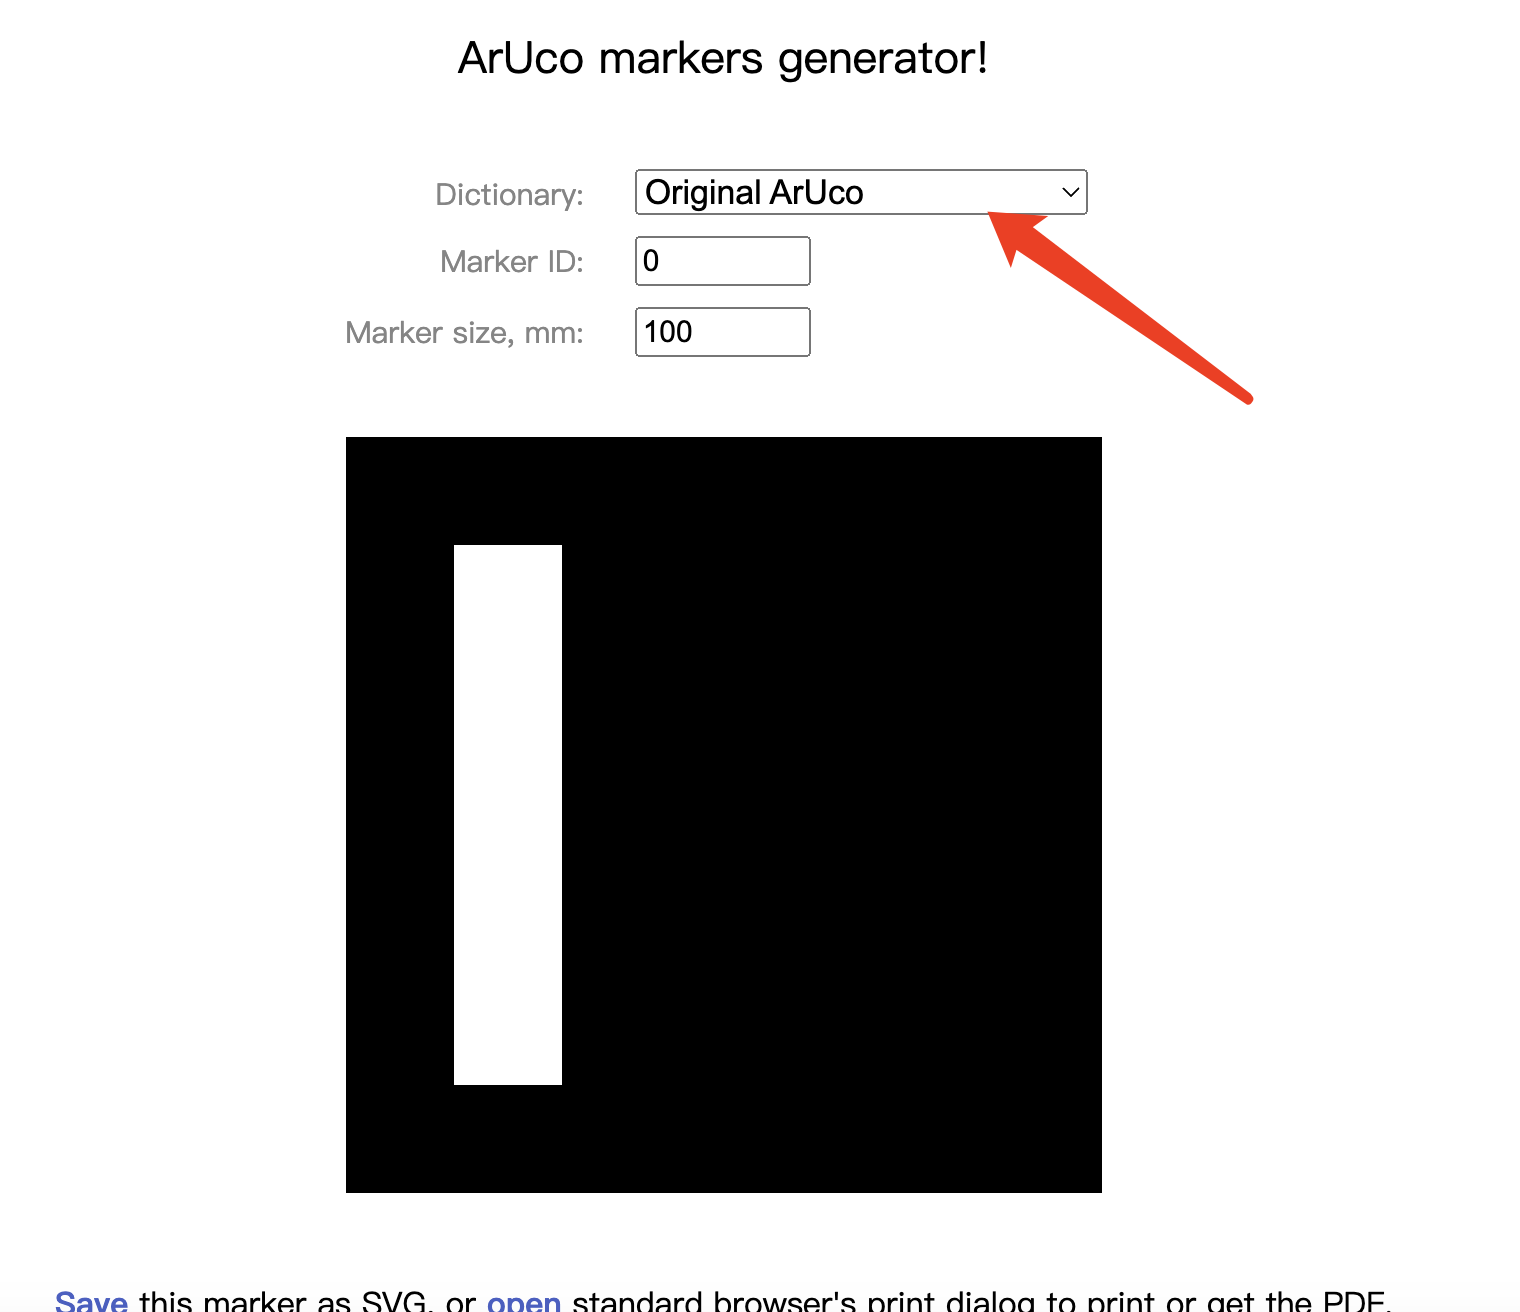 ArUco markers generator!
Dictionary: Original ArUco
Marker ID: 0
Marker size, mm: 100
Save this marker as SVG, or open standard browser's print dialog to print or get the PDF.